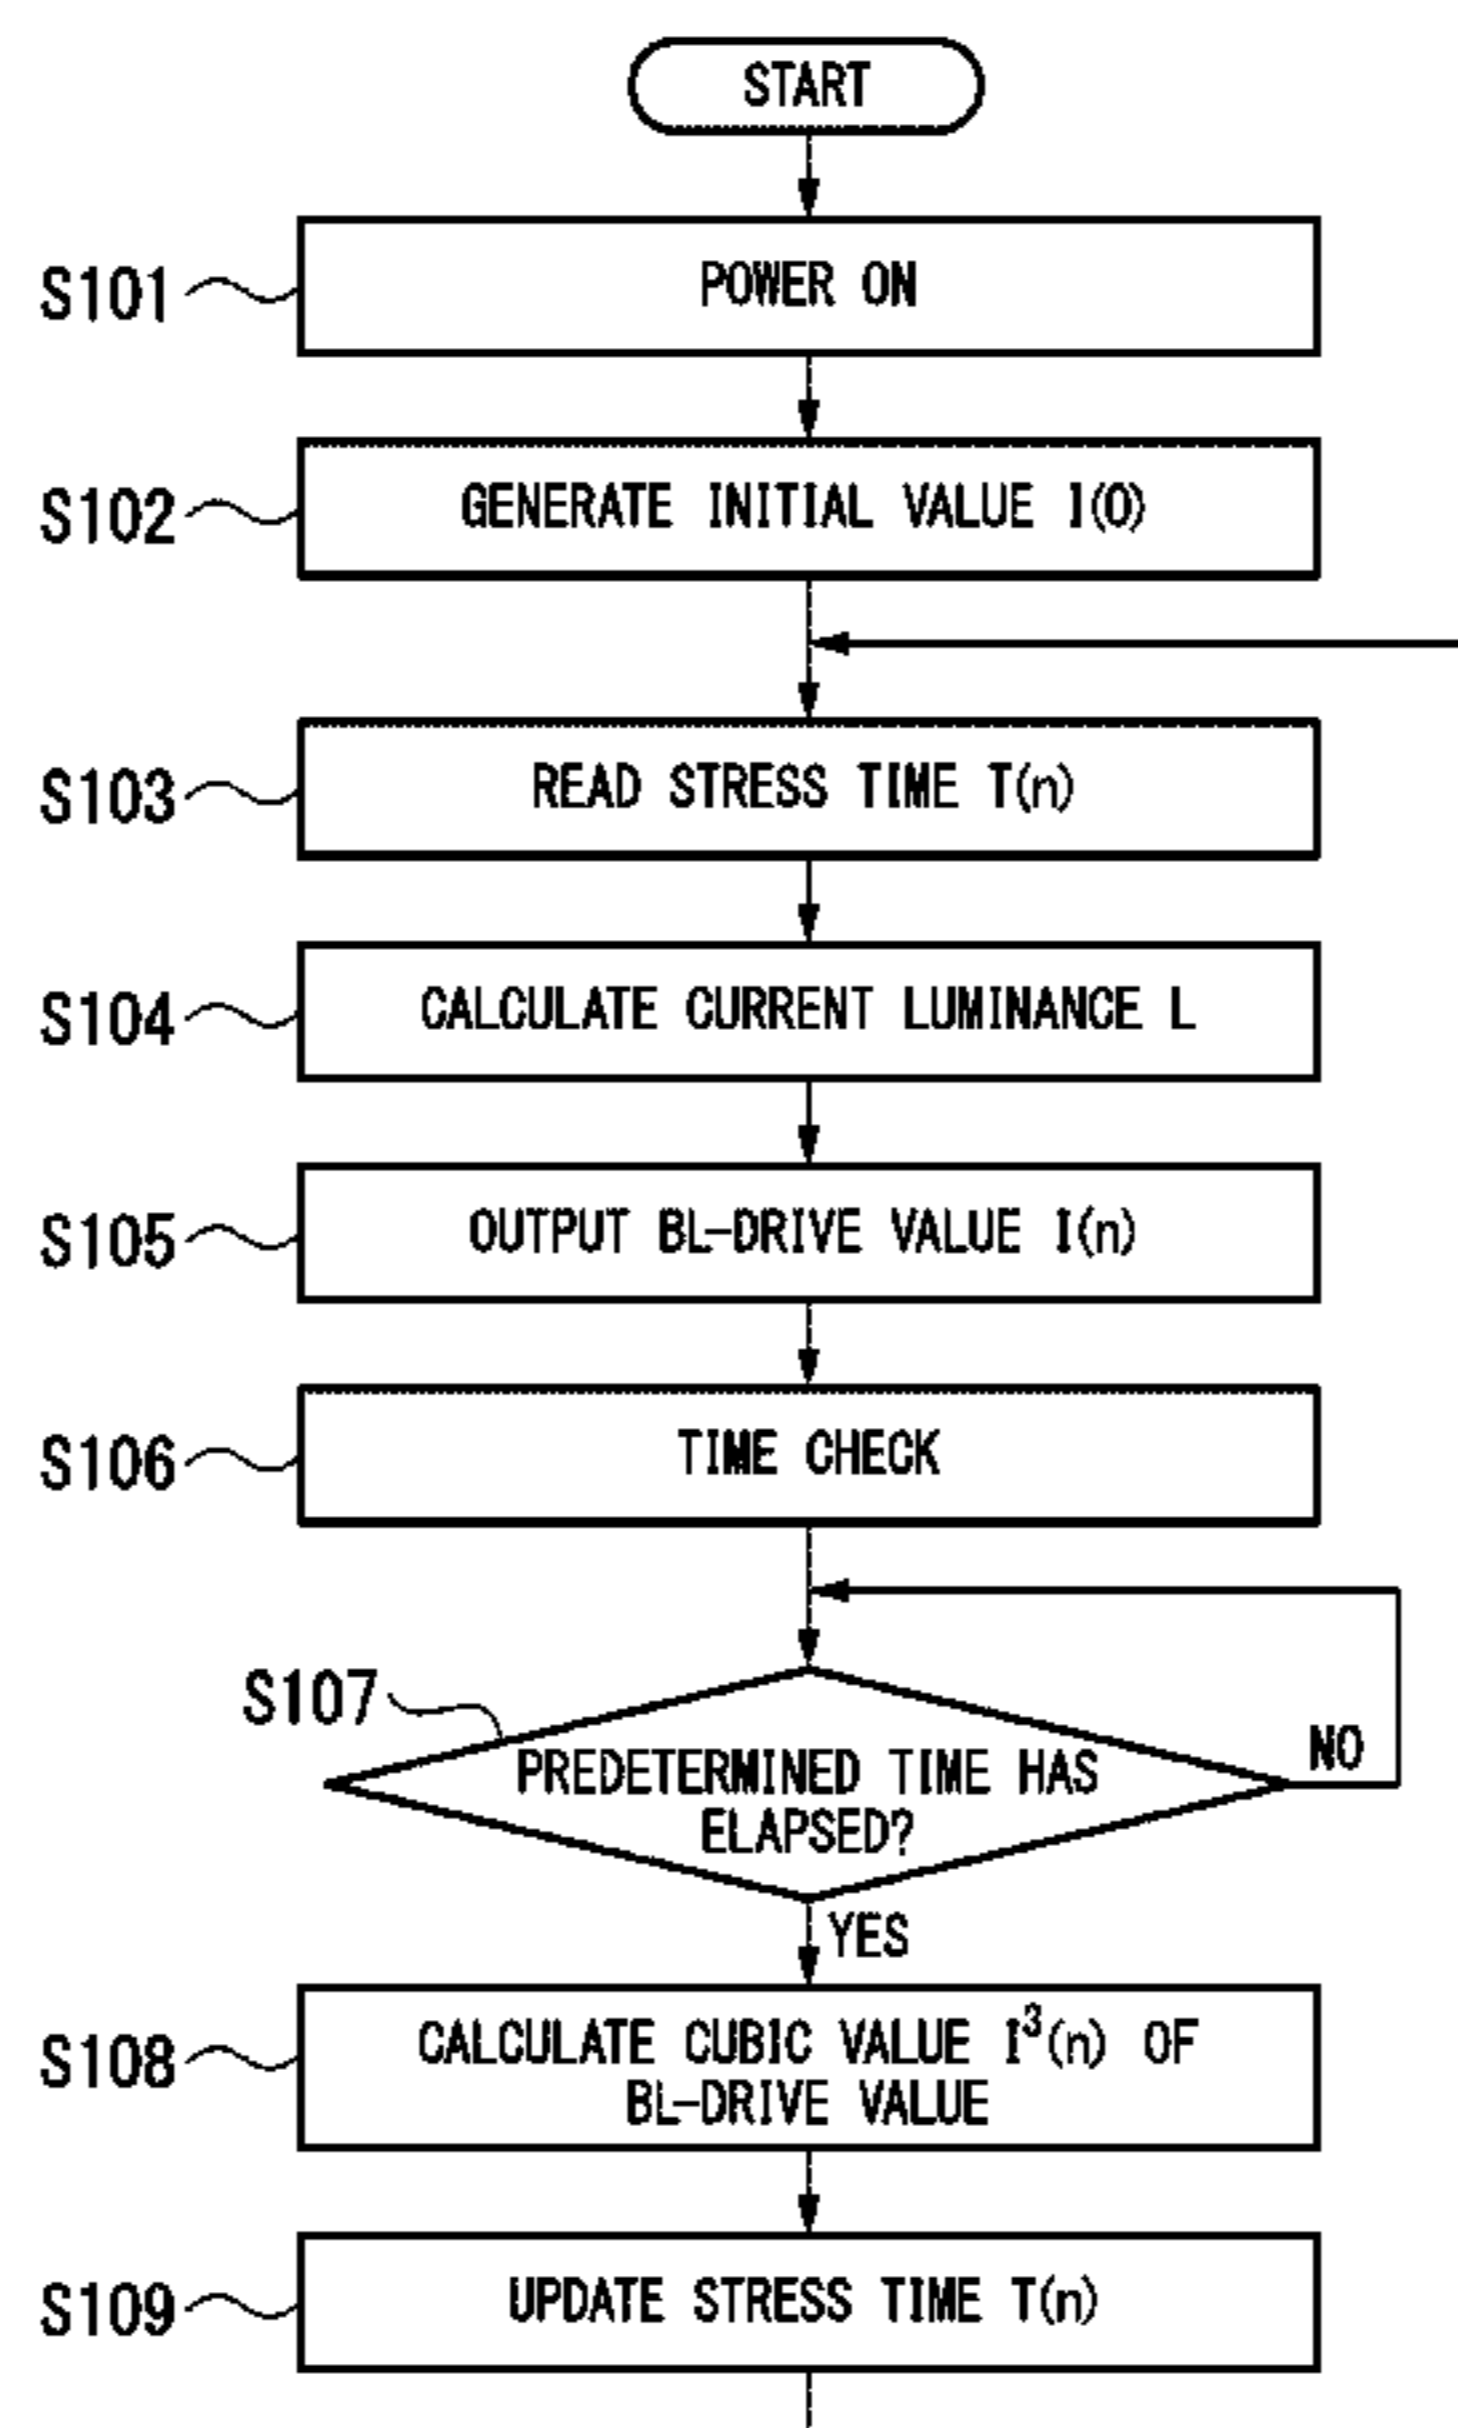 START
S101
POWER ON
S102
GENERATE INITIAL VALUE I(0)
S103
READ STRESS TIME T(n)
S104
CALCULATE CURRENT LUMINANCE L
S105
OUTPUT BL-DRIVE VALUE I(n)
S106
TIME CHECK
S107
PREDETERMINED TIME HAS
ELAPSED?
NO
YES
S108
CALCULATE CUBIC VALUE I³(n) OF
BL-DRIVE VALUE
S109
UPDATE STRESS TIME T(n)